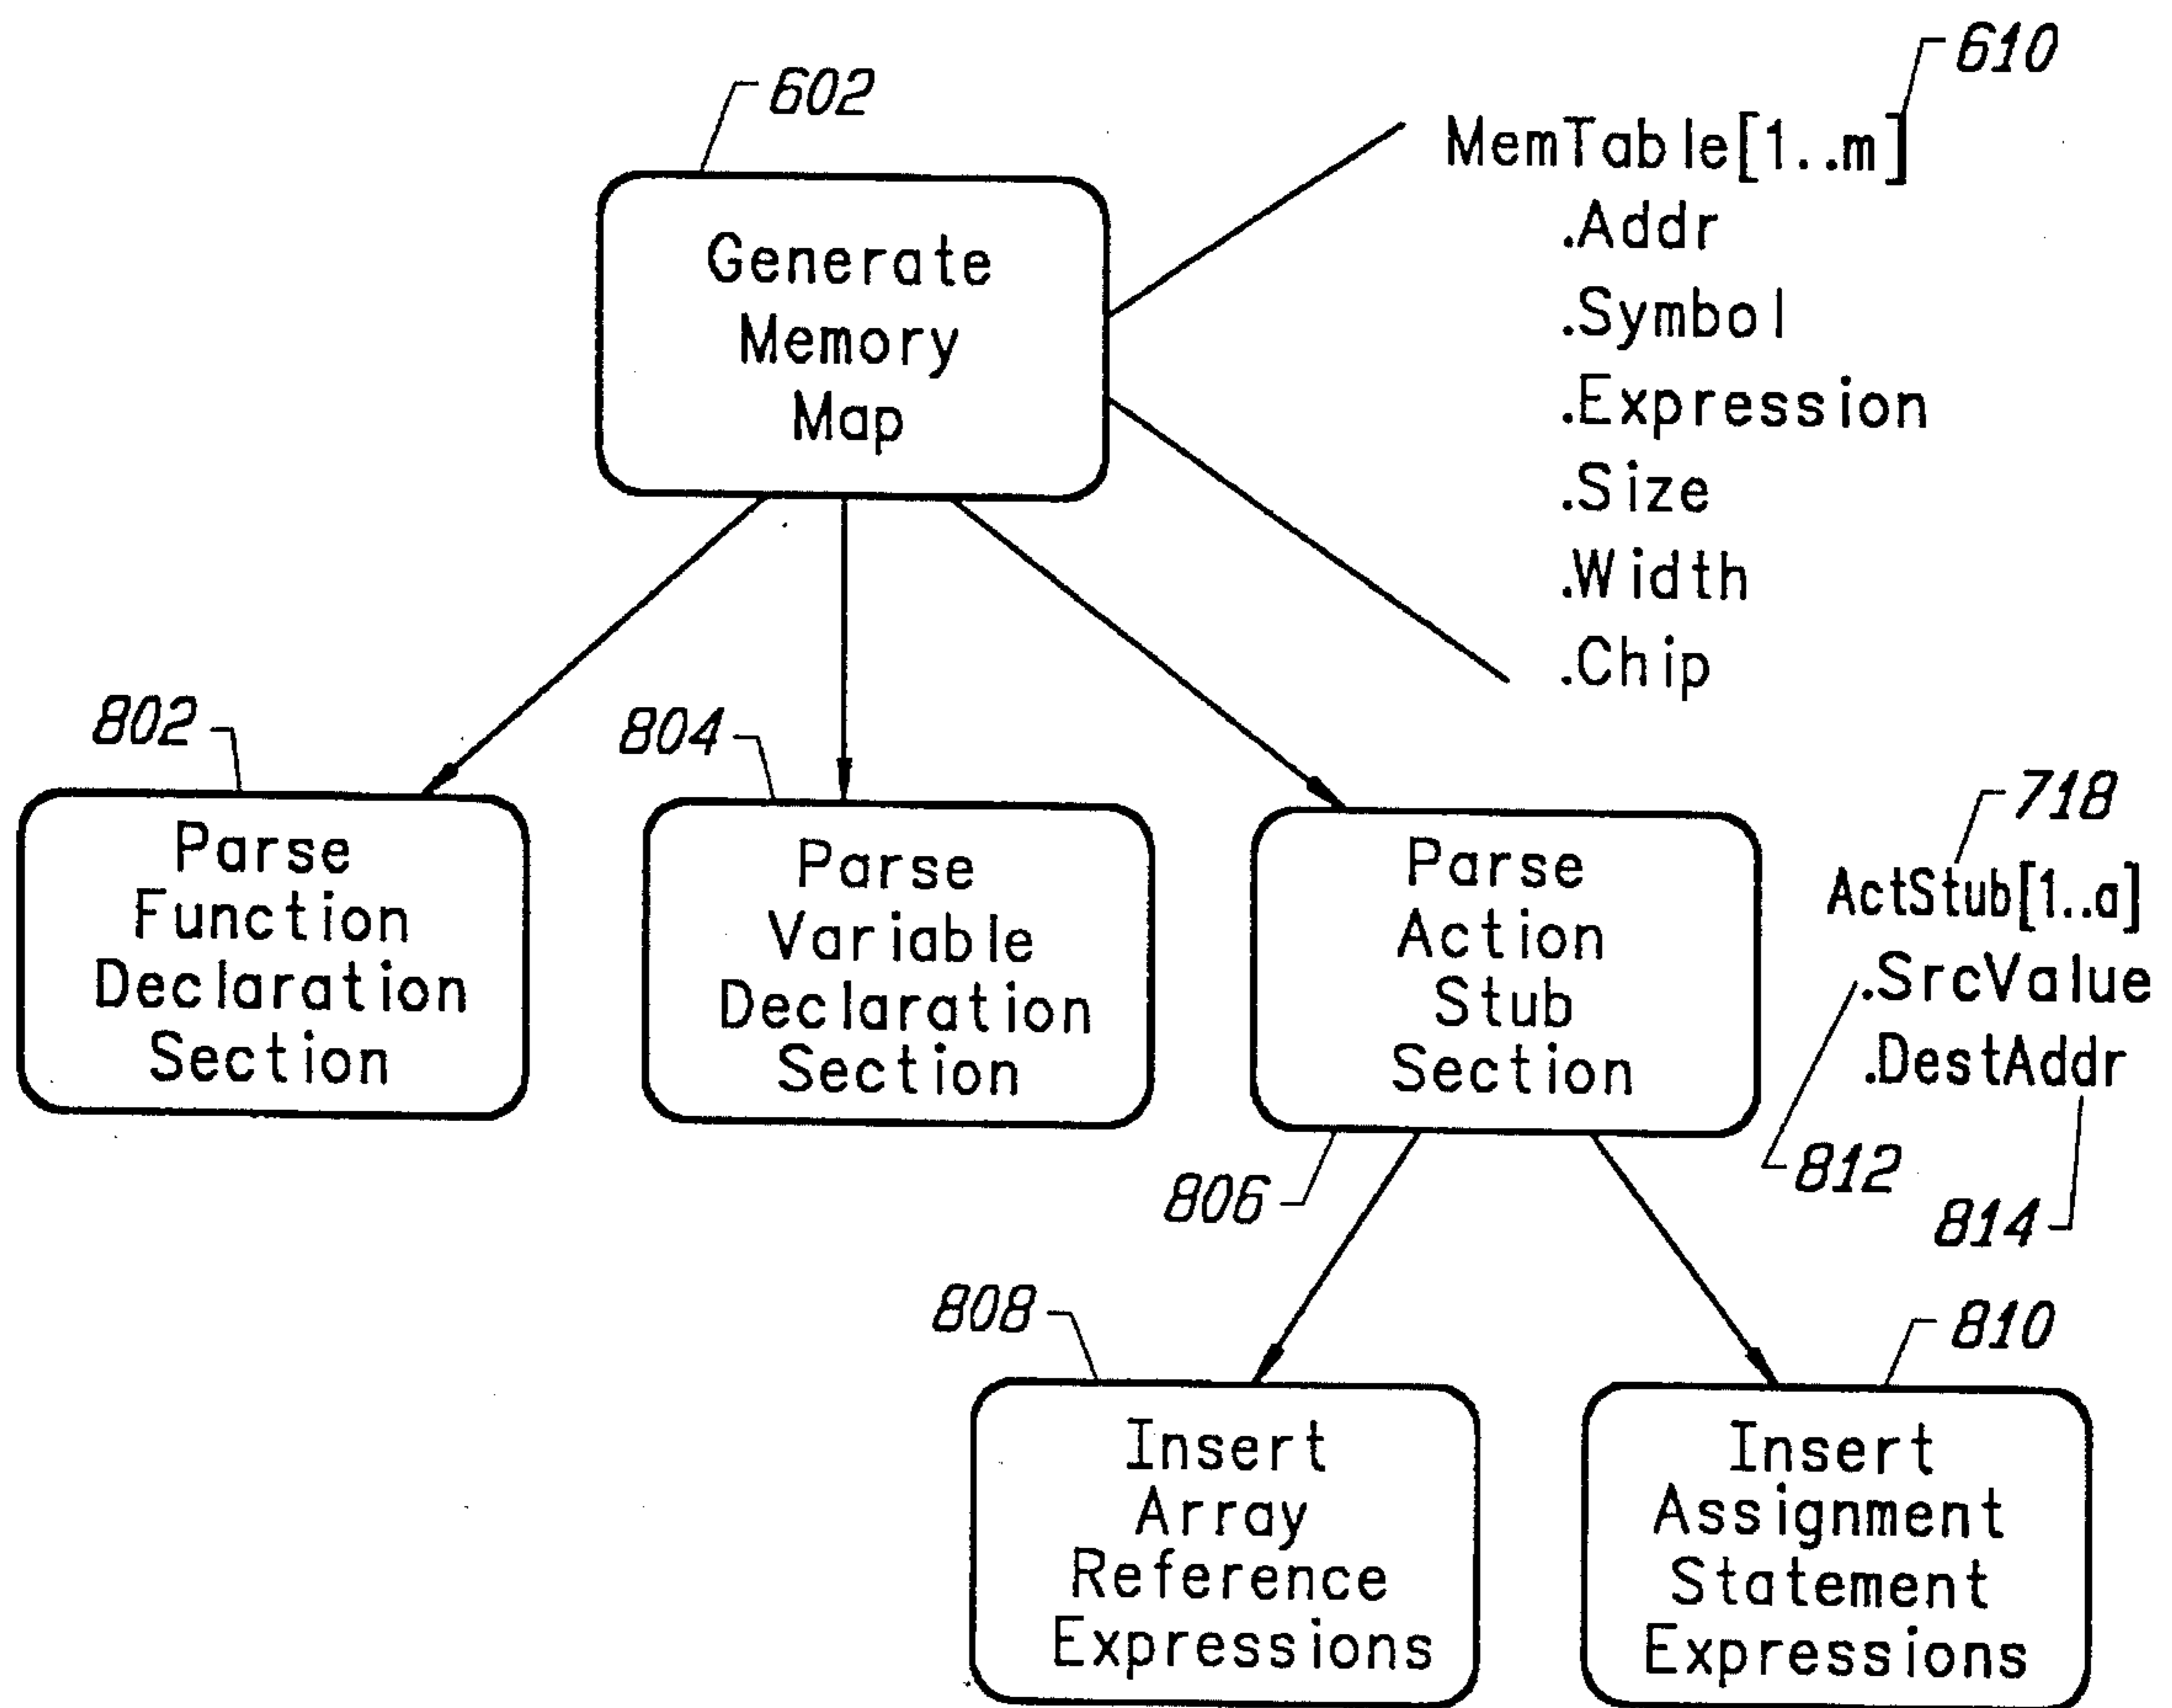 610
602
MemTable[1..m]
.Addr
.Symbol
.Expression
.Size
.Width
.Chip
Generate
Memory
Map
802
804
718
Parse
Function
Declaration
Section
Parse
Variable
Declaration
Section
Parse
Action
Stub
Section
ActStub[1..a]
.SrcValue
.DestAddr
806
812
814
808
810
Insert
Array
Reference
Expressions
Insert
Assignment
Statement
Expressions